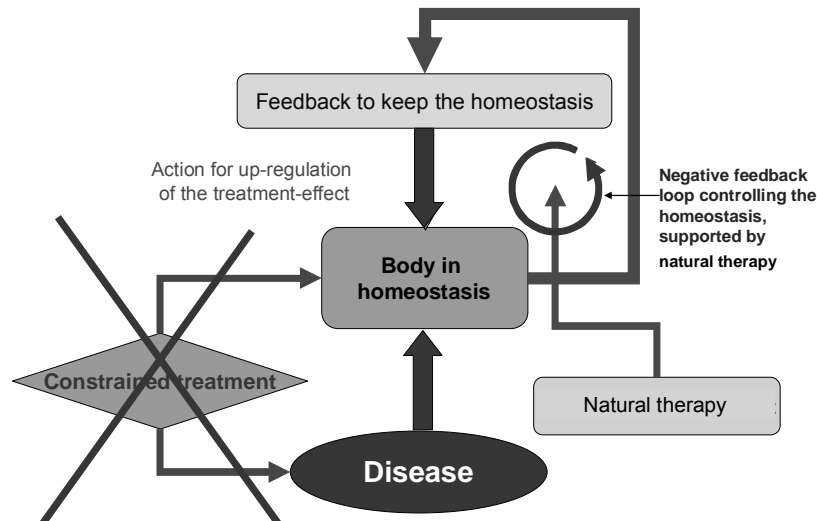 Feedback to keep the homeostasis
Action for up-regulation
of the treatment-effect
Negative feedback
loop controlling the
homeostasis,
supported by
natural therapy
Body in
homeostasis
Constrained treatment
Natural therapy
Disease